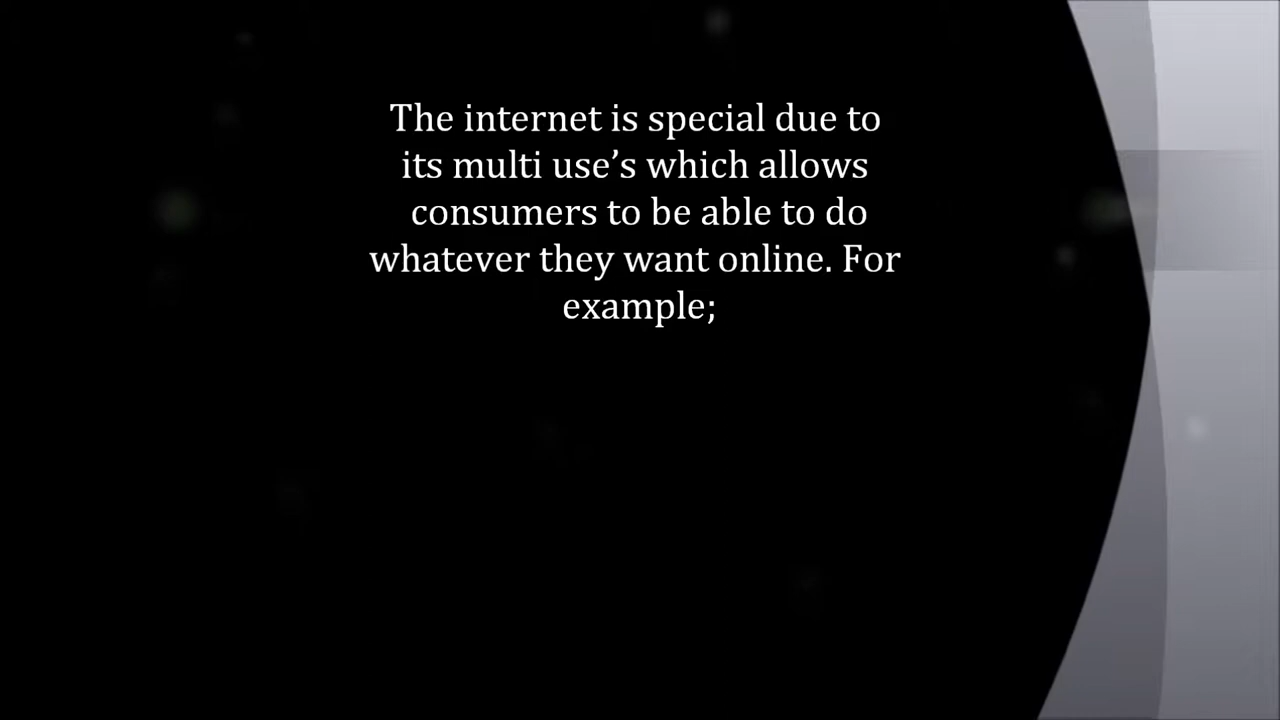 The internet is special due to
its multi use’s which allows
consumers to be able to do
whatever they want online. For
example;